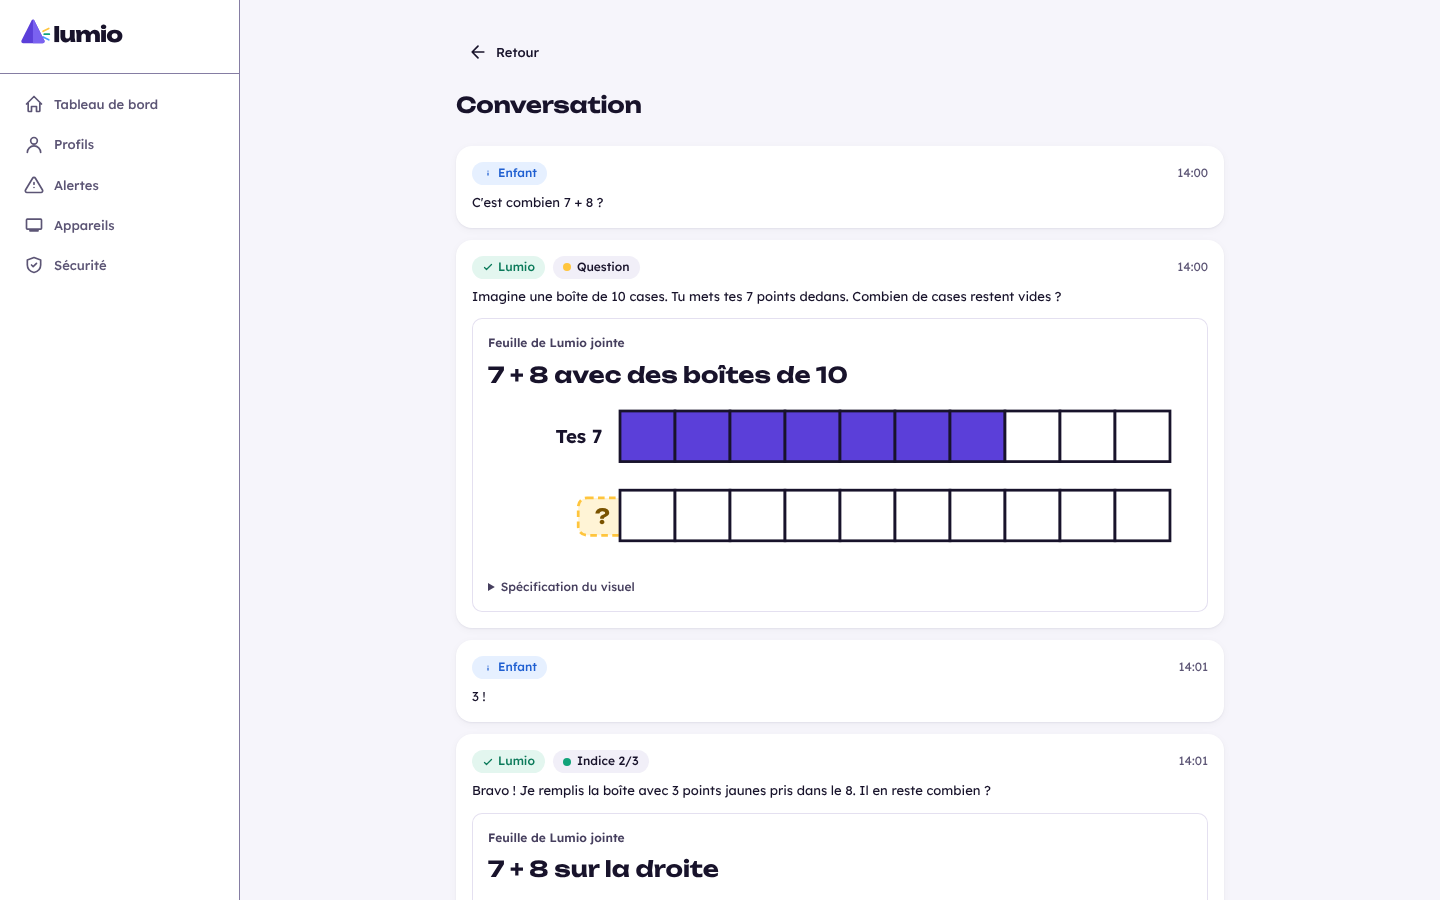 lumio
Tableau de bord
Profils
Alertes
Appareils
Sécurité
Retour
Conversation
Enfant
14:00
C'est combien 7 + 8 ?
Lumio
Question
14:00
Imagine une boîte de 10 cases. Tu mets tes 7 points dedans. Combien de cases restent vides ?
Feuille de Lumio jointe
7 + 8 avec des boîtes de 10
Tes 7
?
Spécification du visuel
Enfant
14:01
3 !
Lumio
Indice 2/3
14:01
Bravo ! Je remplis la boîte avec 3 points jaunes pris dans le 8. Il en reste combien ?
Feuille de Lumio jointe
7 + 8 sur la droite